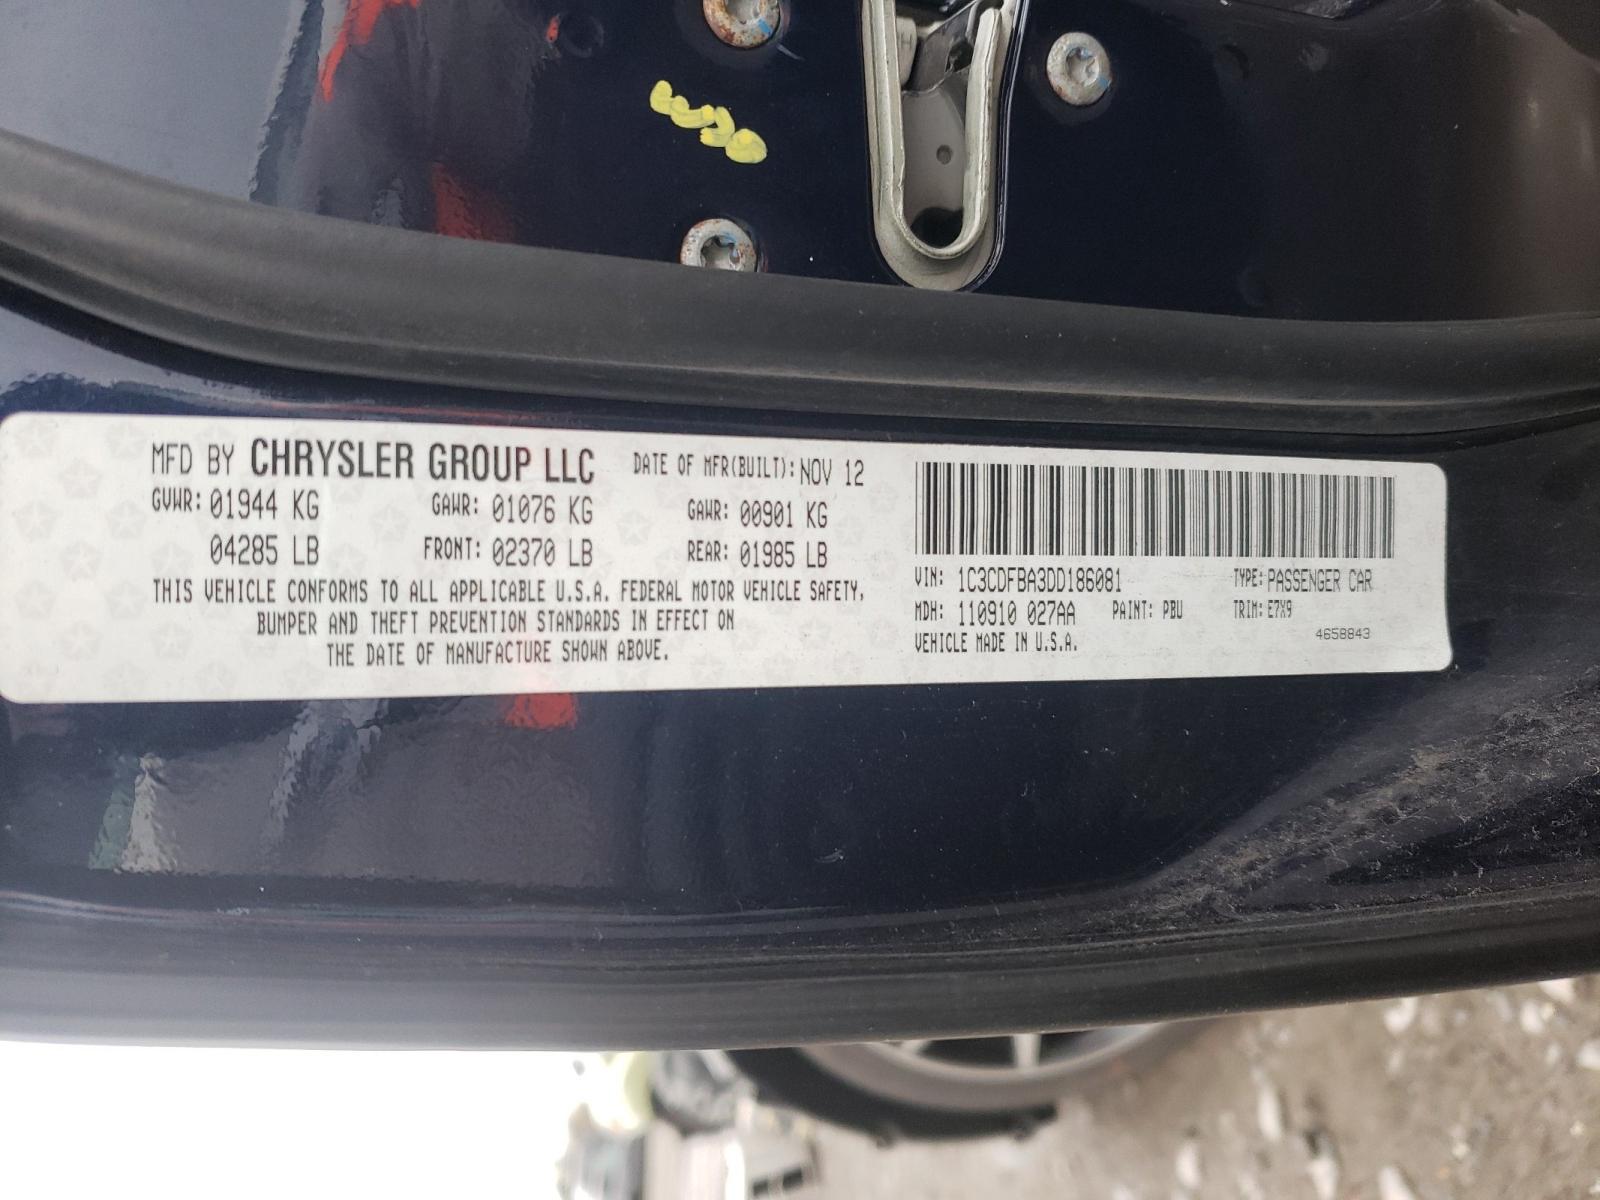 MFD BY CHRYSLER GROUP LLC DATE OF MFR(BUILT): NOV 12
GVWR: 01944 KG GAWR: 01076 KG GAWR: 00901 KG
04285 LB FRONT: 02370 LB REAR: 01985 LB
THIS VEHICLE CONFORMS TO ALL APPLICABLE U.S.A. FEDERAL MOTOR VEHICLE SAFETY,
BUMPER AND THEFT PREVENTION STANDARDS IN EFFECT ON
THE DATE OF MANUFACTURE SHOWN ABOVE.
VIN: 1C3CDFBA3DD186081 TYPE: PASSENGER CAR
MDH: 110910 027AA PAINT: PBU TRIM: E7X9
VEHICLE MADE IN U.S.A. 4658843